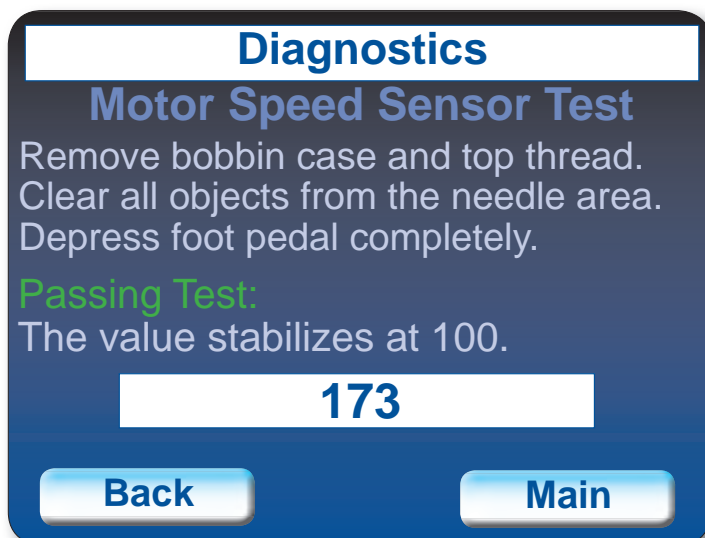 Diagnostics
Motor Speed Sensor Test
Remove bobbin case and top thread.
Clear all objects from the needle area.
Depress foot pedal completely.
Passing Test:
The value stabilizes at 100.
173
Back
Main